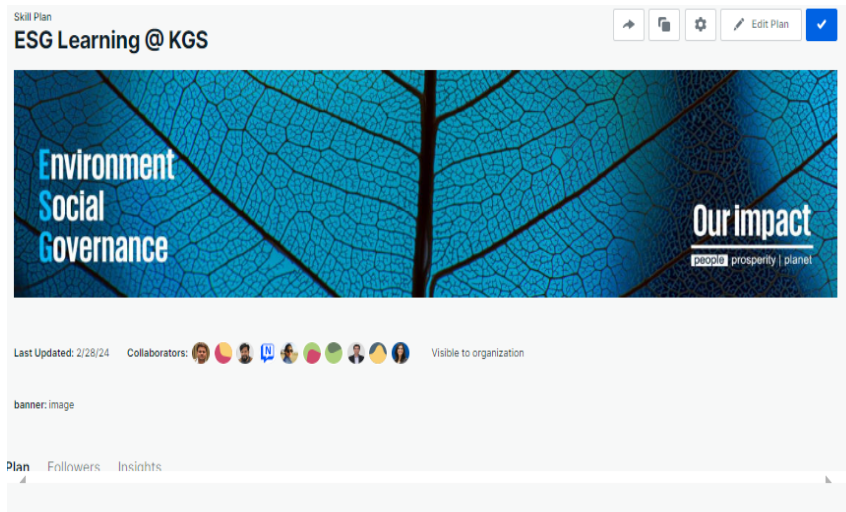 Skill Plan
ESG Learning @ KGS
Edit Plan
Environment
Social
Governance
Our impact
people prosperity | planet
Last Updated: 2/28/24 Collaborators: N Visible to organization
banner: image
Plan Followers Insights